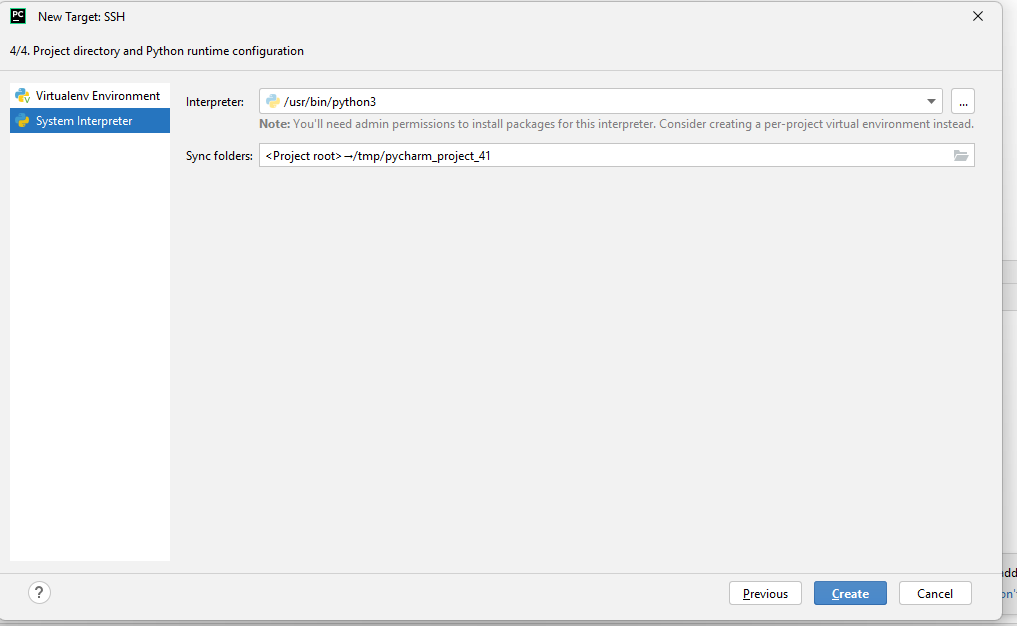 PC New Target: SSH
4/4. Project directory and Python runtime configuration
Virtualenv Environment
System Interpreter
Interpreter: /usr/bin/python3 ...
Note: You'll need admin permissions to install packages for this interpreter. Consider creating a per-project virtual environment instead.
Sync folders: <Project root>→/tmp/pycharm_project_41
? Previous Create Cancel